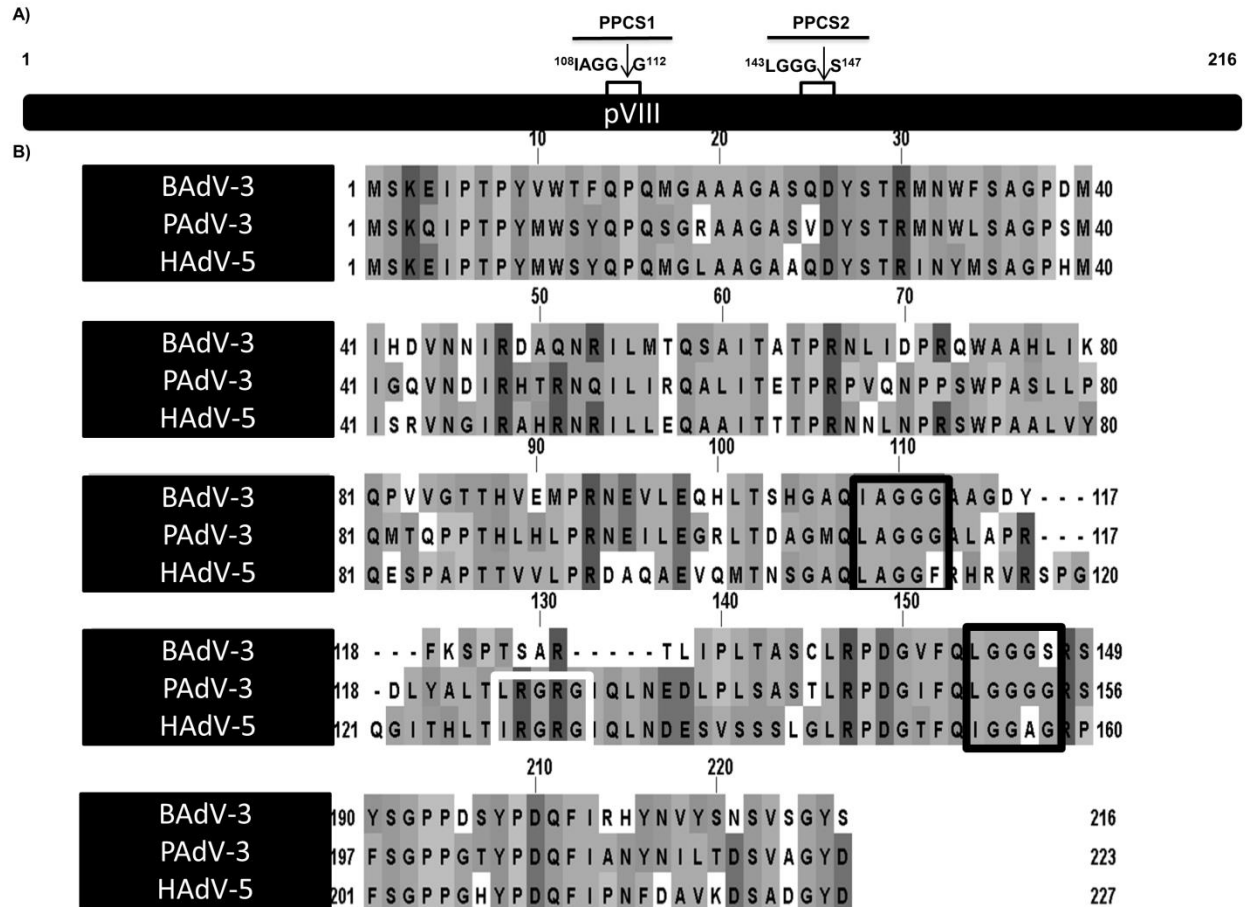 A)
PPCS1 PPCS2
1 ¹⁰⁸IAGG↓G¹¹² ¹⁴³LGGG↓S¹⁴⁷ 216
pVIII
B)
10 20 30
BAdV-3 1 M S K E I P T P Y V W T F Q P Q M G A A A G A S Q D Y S T R M N W F S A G P D M 40
PAdV-3 1 M S K Q I P T P Y M W S Y Q P Q S G R A A G A S V D Y S T R M N W L S A G P S M 40
HAdV-5 1 M S K E I P T P Y M W S Y Q P Q M G L A A G A A Q D Y S T R I N Y M S A G P H M 40
50 60 70
BAdV-3 41 I H D V N N I R D A Q N R I L M T Q S A I T A T P R N L I D P R Q W A A H L I K 80
PAdV-3 41 I G Q V N D I R H T R N Q I L I R Q A L I T E T P R P V Q N P P S W P A S L L P 80
HAdV-5 41 I S R V N G I R A H R N R I L L E Q A A I T T T P R N N L N P R S W P A A L V Y 80
90 100 110
BAdV-3 81 Q P V V G T T H V E M P R N E V L E Q H L T S H G A Q I A G G G A A G D Y - - - 117
PAdV-3 81 Q M T Q P P T H L H L P R N E I L E G R L T D A G M Q L A G G G A L A P R - - - 117
HAdV-5 81 Q E S P A P T T V V L P R D A Q A E V Q M T N S G A Q L A G G F R H R V R S P G 120
130 140 150
BAdV-3 118 - - - F K S P T S A R - - - - - T L I P L T A S C L R P D G V F Q L G G G S R S 149
PAdV-3 118 - D L Y A L T L R G R G I Q L N E D L P L S A S T L R P D G I F Q L G G G G R S 156
HAdV-5 121 Q G I T H L T I R G R G I Q L N D E S V S S S L G L R P D G T F Q I G G A G R P 160
210 220
BAdV-3 190 Y S G P P D S Y P D Q F I R H Y N V Y S N S V S G Y S 216
PAdV-3 197 F S G P P G T Y P D Q F I A N Y N I L T D S V A G Y D 223
HAdV-5 201 F S G P P G H Y P D Q F I P N F D A V K D S A D G Y D 227